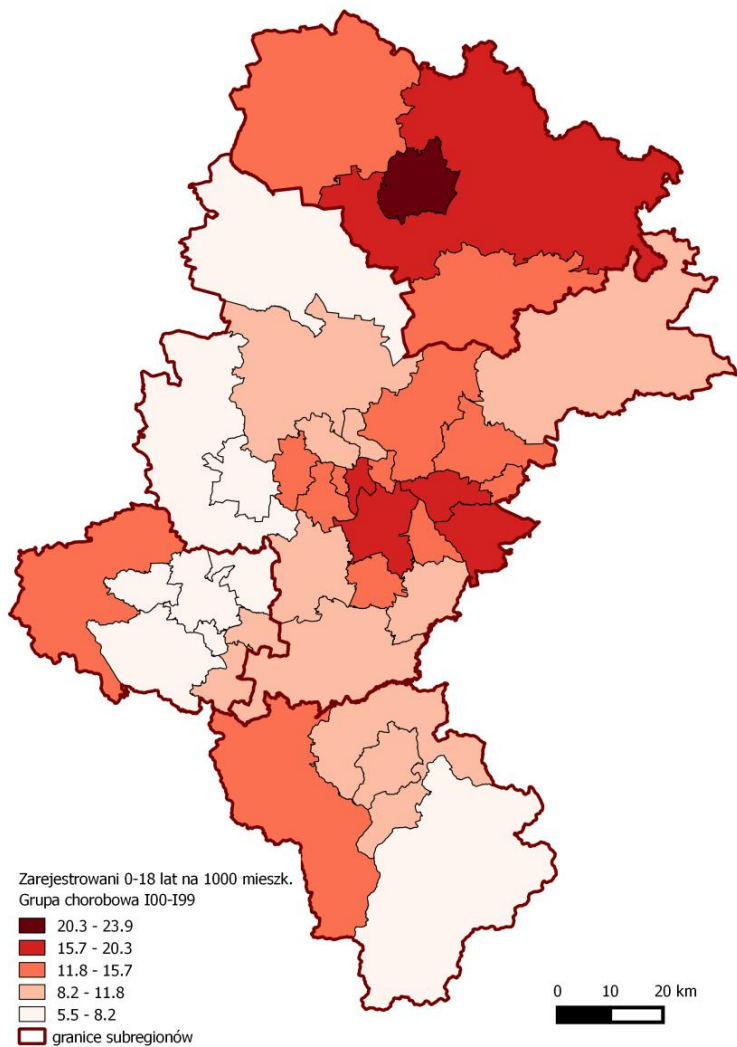 Zarejestrowani 0-18 lat na 1000 mieszk.
Grupa chorobowa I00-I99
20.3 - 23.9
15.7 - 20.3
11.8 - 15.7
8.2 - 11.8
5.5 - 8.2
granice subregionów
0 10 20 km